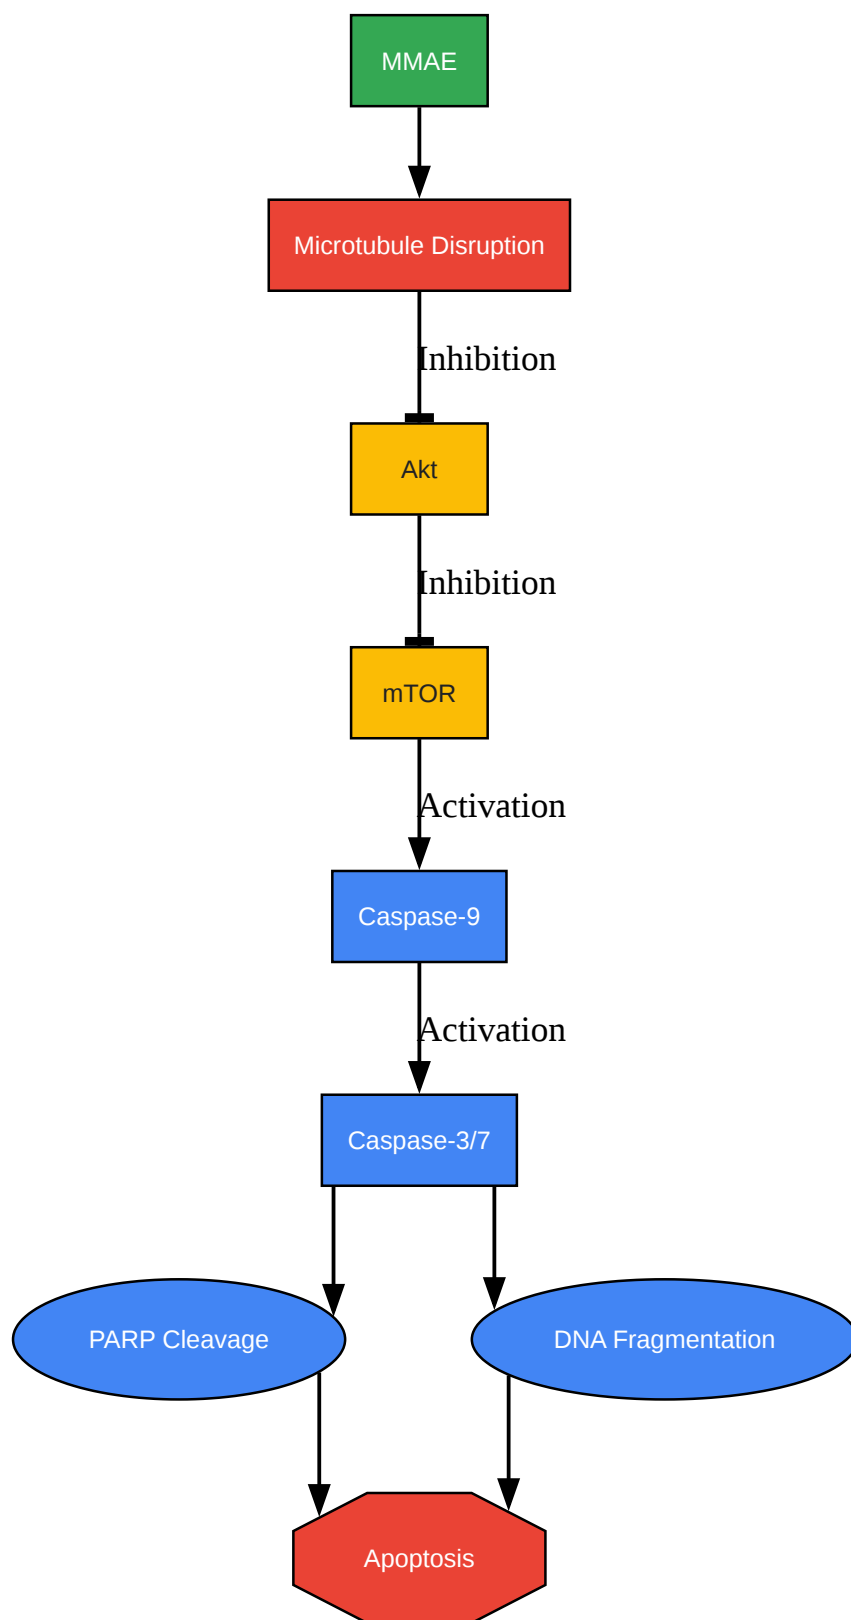 MMAE
Microtubule Disruption
Inhibition
Akt
Inhibition
mTOR
Activation
Caspase-9
Activation
Caspase-3/7
PARP Cleavage
DNA Fragmentation
Apoptosis